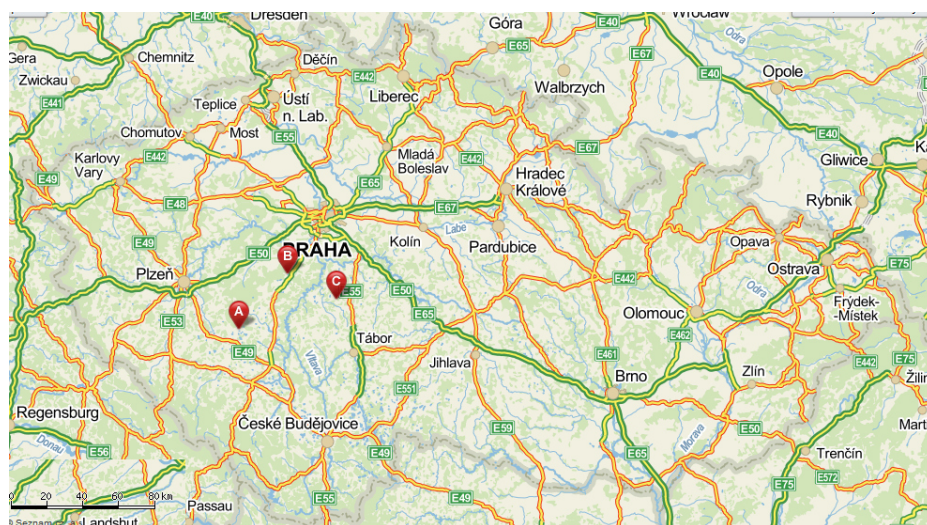 Dresden
E40
Góra
E65
E40
Wrocław
Odra
Gera
Chemnitz
E67
Zwickau
Děčín
E442
Walbrzych
E40
Opole
E441
Teplice
Ústí
n. Lab.
Liberec
Chomutov
Most
E55
E40
Karlovy
Vary
E442
Mladá
Boleslav
E442
E67
Gliwice
E49
E65
Hradec
Králové
E48
E67
Rybnik
E49
Kolín
Labe
Pardubice
Opava
PRAHA
E50
B
Plzeň
C
E55
E50
E442
Ostrava
E75
Odra
A
E53
E65
Olomouc
Frýdek-
-Místek
E49
Tábor
E462
Vltava
Jihlava
E461
E442
E75
Brno
Zlín
Žilin
E551
Regensburg
České Budějovice
Mart
E59
E50
Donau
E56
E49
Morava
E65
Trenčín
E572
0 20 40 60 80 km
Passau
E55
E49
Landshut